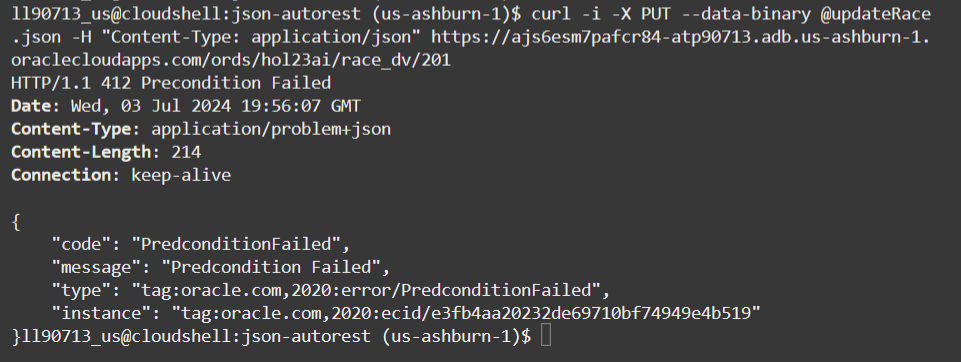 ll90713_us@cloudshell:json-autorest (us-ashburn-1)$ curl -i -X PUT --data-binary @updateRace
.json -H "Content-Type: application/json" https://ajs6esm7pafcr84-atp90713.adb.us-ashburn-1.
oraclecloudapps.com/ords/hol23ai/race_dv/201
HTTP/1.1 412 Precondition Failed
Date: Wed, 03 Jul 2024 19:56:07 GMT
Content-Type: application/problem+json
Content-Length: 214
Connection: keep-alive

{
    "code": "PredconditionFailed",
    "message": "Predcondition Failed",
    "type": "tag:oracle.com,2020:error/PredconditionFailed",
    "instance": "tag:oracle.com,2020:ecid/e3fb4aa20232de69710bf74949e4b519"
}ll90713_us@cloudshell:json-autorest (us-ashburn-1)$